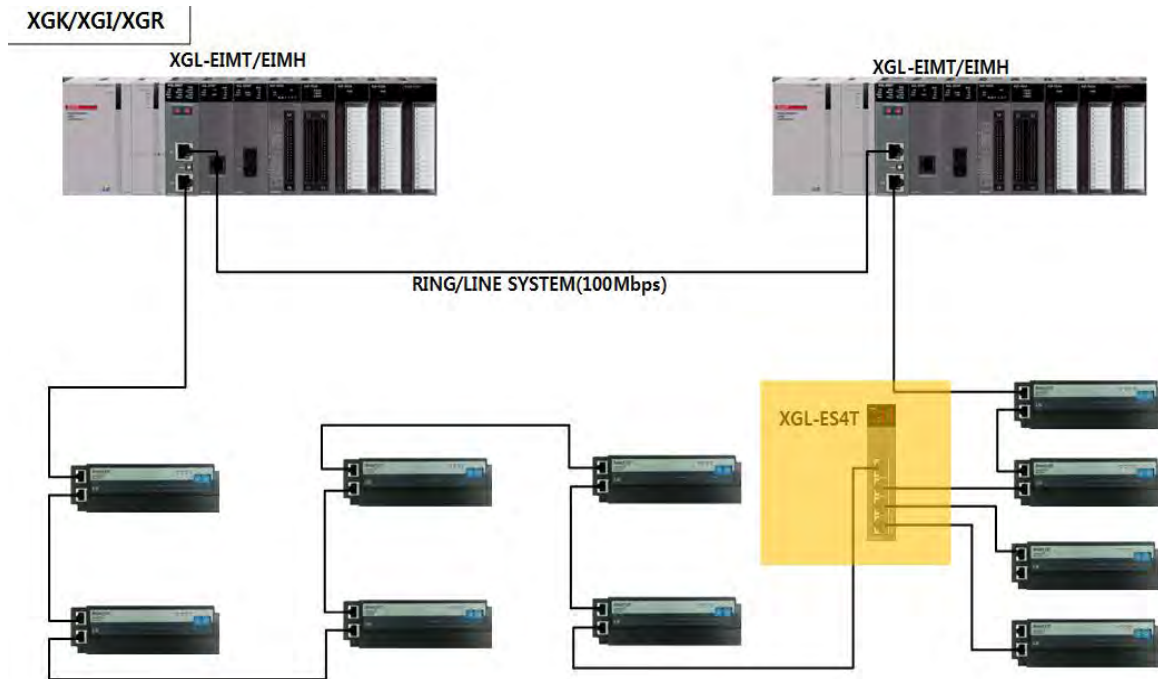 XGK/XGI/XGR
XGL-EIMT/EIMH
XGL-EIMT/EIMH
RING/LINE SYSTEM(100Mbps)
XGL-ES4T